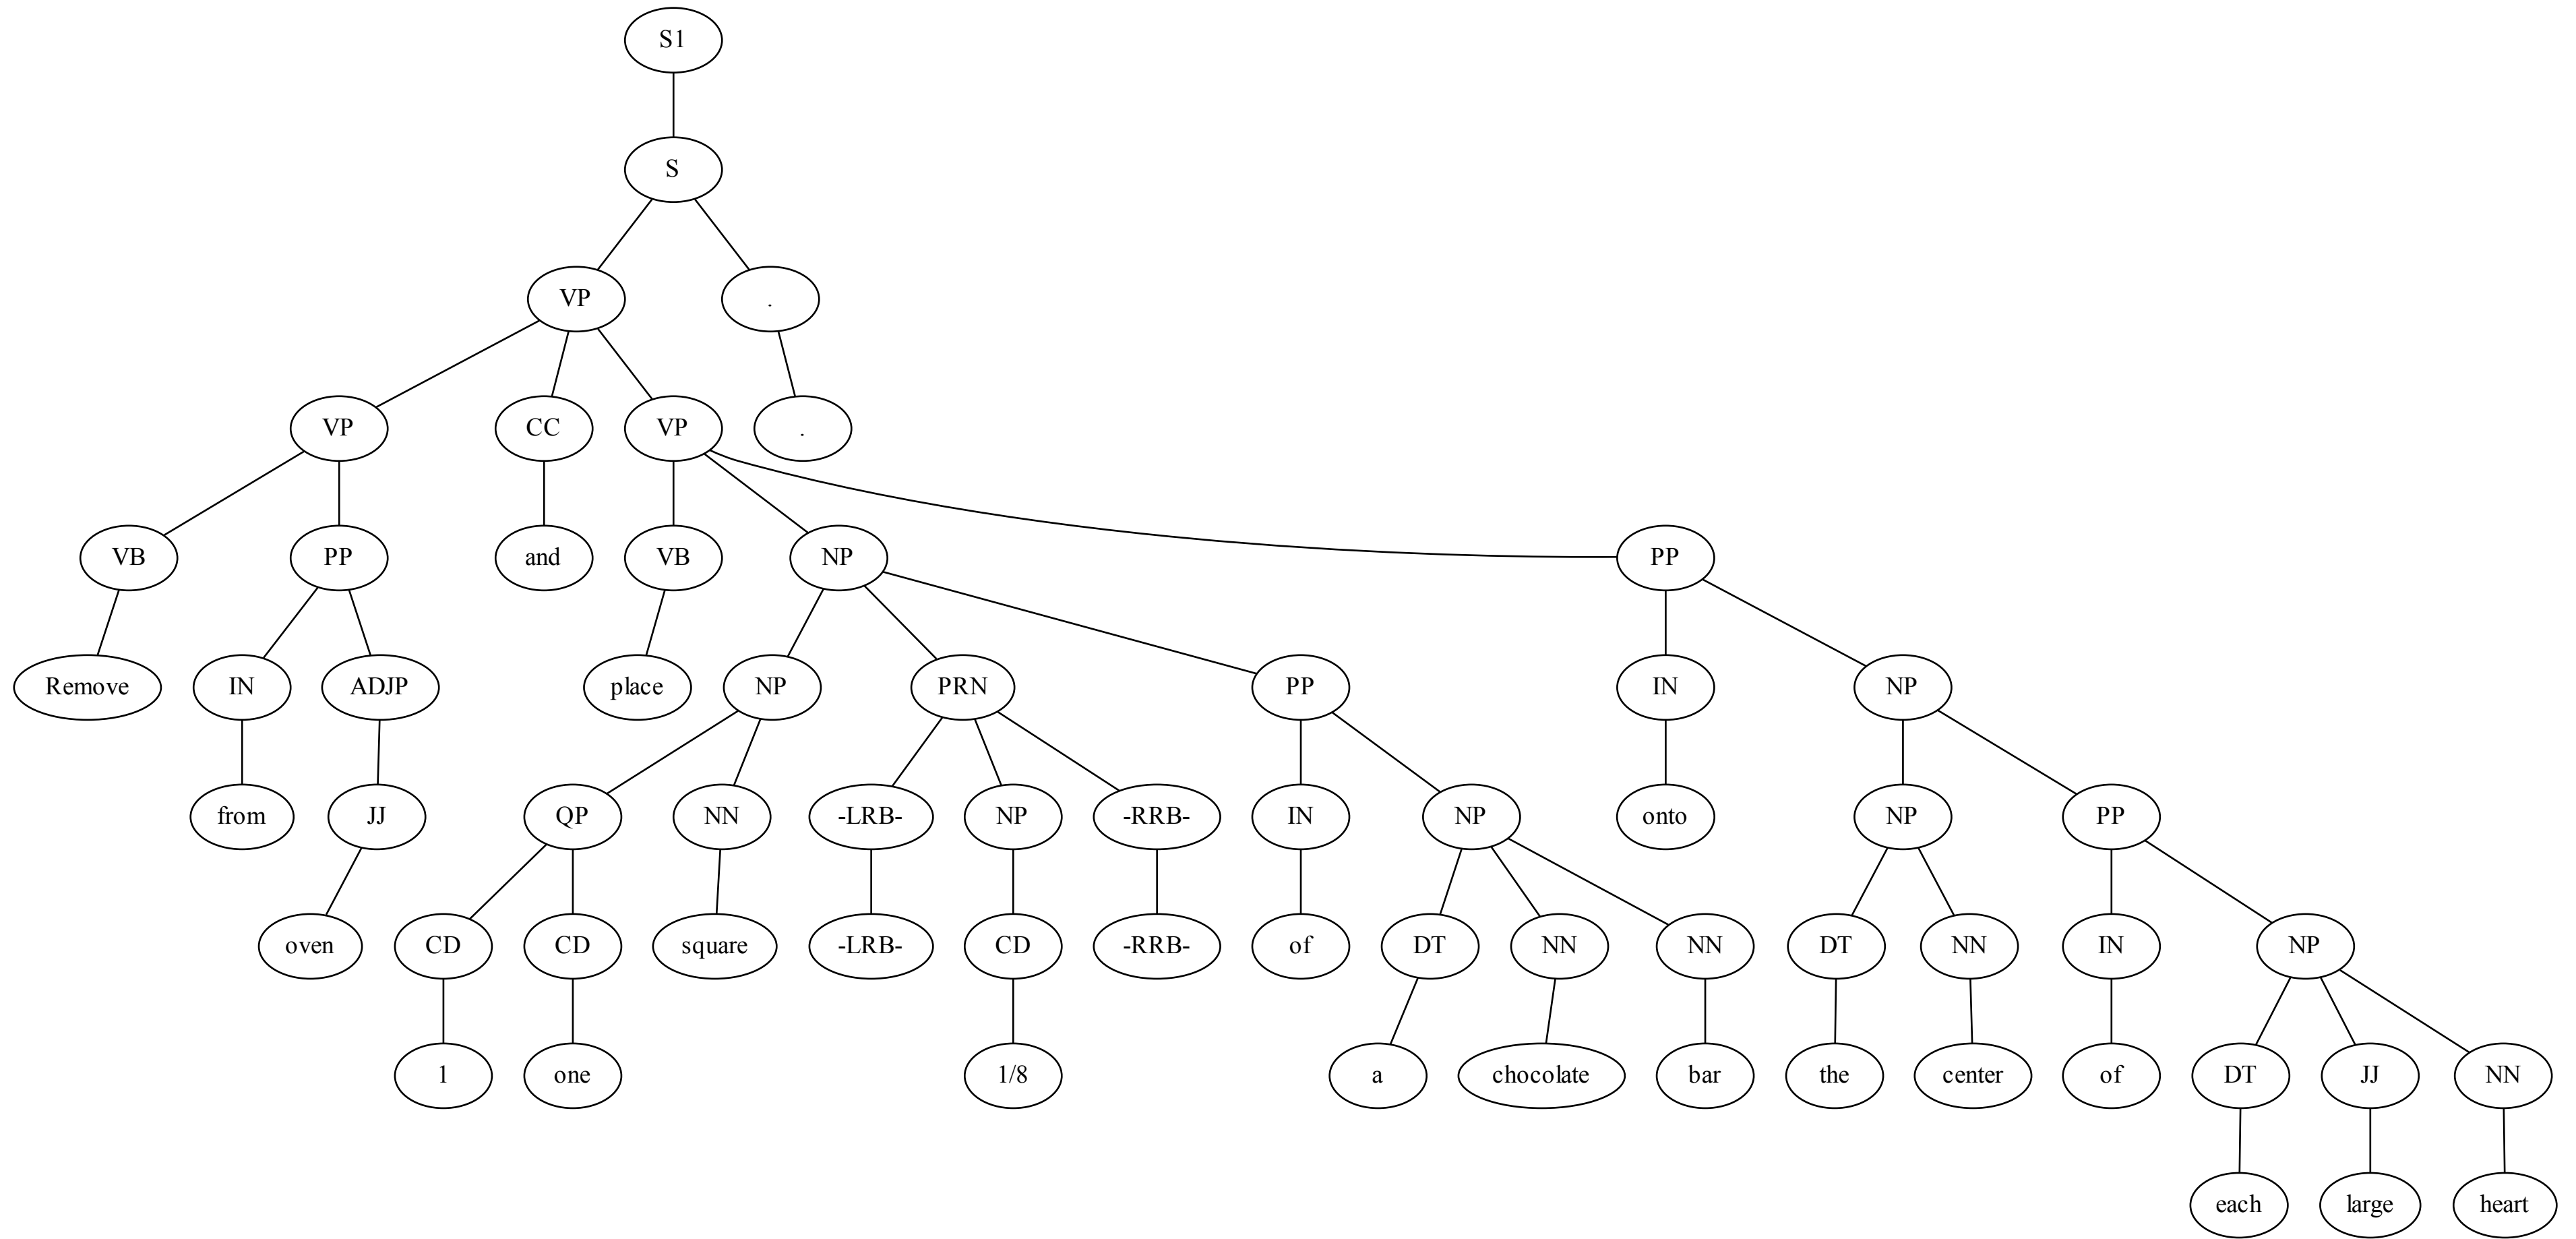 S1
S
VP .
VP CC VP .
VB PP and VB NP PP
Remove IN ADJP place NP PRN PP IN NP
from JJ QP NN -LRB- NP -RRB- IN NP onto NP PP
oven CD CD square -LRB- CD -RRB- of DT NN NN DT NN IN NP
1 one 1/8 a chocolate bar the center of DT JJ NN
each large heart